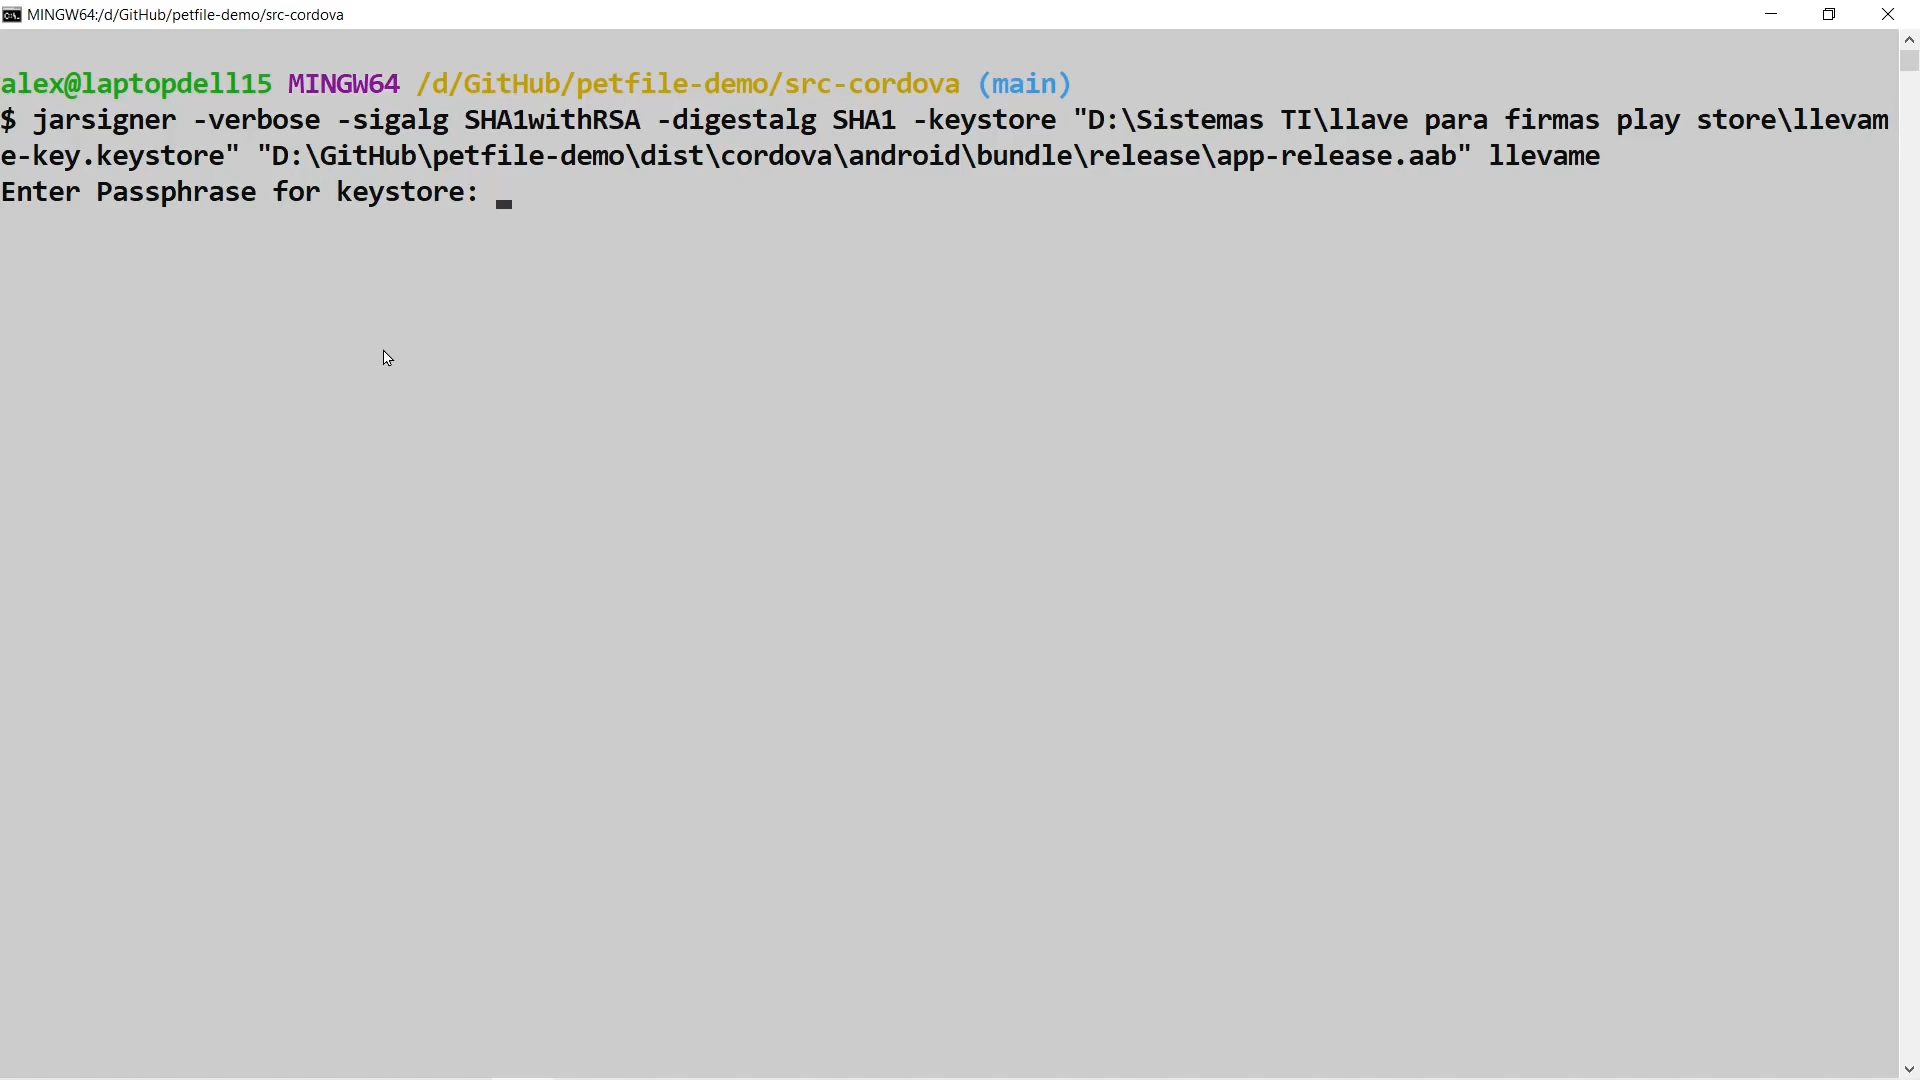 MINGW64:/d/GitHub/petfile-demo/src-cordova
alex@laptopdell15 MINGW64 /d/GitHub/petfile-demo/src-cordova (main)
$ jarsigner -verbose -sigalg SHA1withRSA -digestalg SHA1 -keystore "D:\Sistemas TI\llave para firmas play store\llevam
e-key.keystore" "D:\GitHub\petfile-demo\dist\cordova\android\bundle\release\app-release.aab" llevame
Enter Passphrase for keystore: